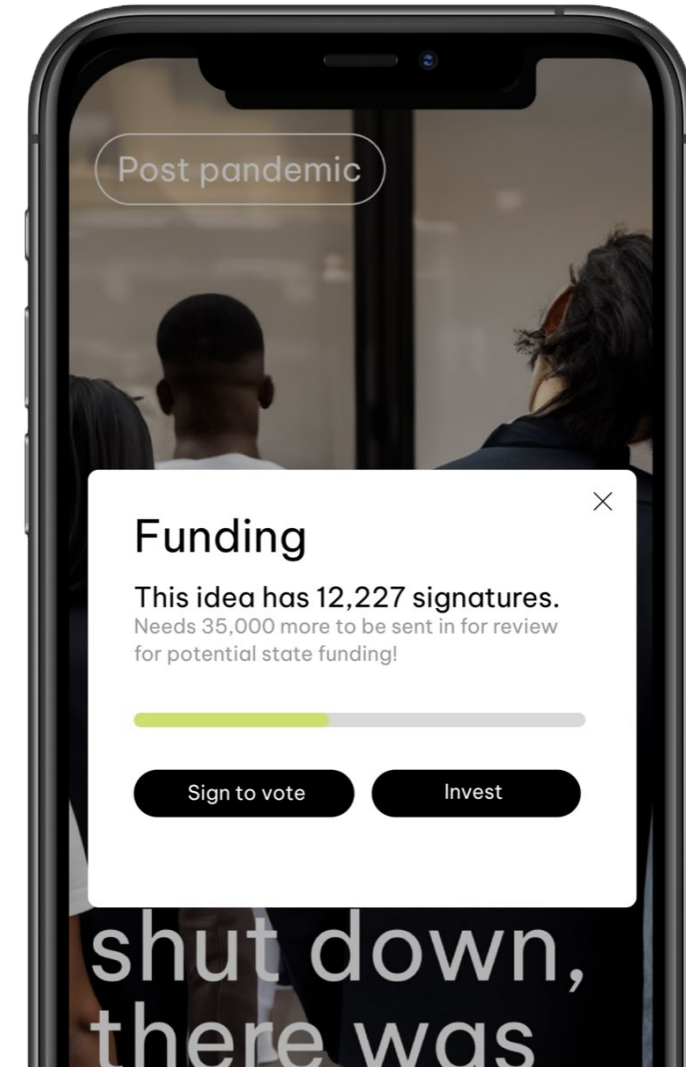 Post pandemic
Funding
This idea has 12,227 signatures.
Needs 35,000 more to be sent in for review
for potential state funding!
Sign to vote
Invest
shut down,
there was